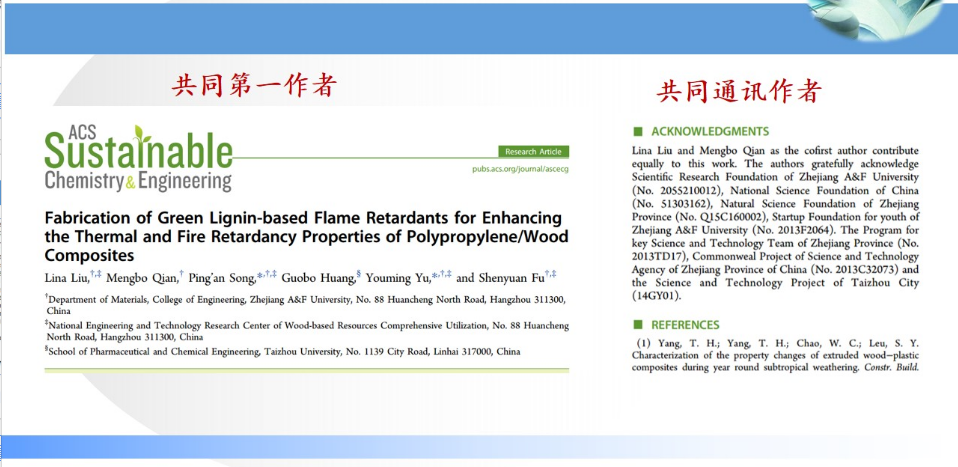 共同第一作者
ACS
Sustainable
Chemistry & Engineering
Research Article
pubs.acs.org/journal/ascecg
Fabrication of Green Lignin-based Flame Retardants for Enhancing
the Thermal and Fire Retardancy Properties of Polypropylene/Wood
Composites
Lina Liu,†,‡ Mengbo Qian,† Ping'an Song,*,†,‡ Guobo Huang,§ Youming Yu,*,†,‡ and Shenyuan Fu†,‡
†Department of Materials, College of Engineering, Zhejiang A&F University, No. 88 Huancheng North Road, Hangzhou 311300,
China
‡National Engineering and Technology Research Center of Wood-based Resources Comprehensive Utilization, No. 88 Huancheng
North Road, Hangzhou 311300, China
§School of Pharmaceutical and Chemical Engineering, Taizhou University, No. 1139 City Road, Linhai 317000, China
共同通讯作者
■ ACKNOWLEDGMENTS
Lina Liu and Mengbo Qian as the cofirst author contribute
equally to this work. The authors gratefully acknowledge
Scientific Research Foundation of Zhejiang A&F University
(No. 2055210012), National Science Foundation of China
(No. 51303162), Natural Science Foundation of Zhejiang
Province (No. Q15C160002), Startup Foundation for youth of
Zhejiang A&F University (No. 2013F2064). The Program for
key Science and Technology Team of Zhejiang Province (No.
2013TD17), Commonweal Project of Science and Technology
Agency of Zhejiang Province of China (No. 2013C32073) and
the Science and Technology Project of Taizhou City
(14GY01).
■ REFERENCES
(1) Yang, T. H.; Yang, T. H.; Chao, W. C.; Leu, S. Y.
Characterization of the property changes of extruded wood−plastic
composites during year round subtropical weathering. Constr. Build.